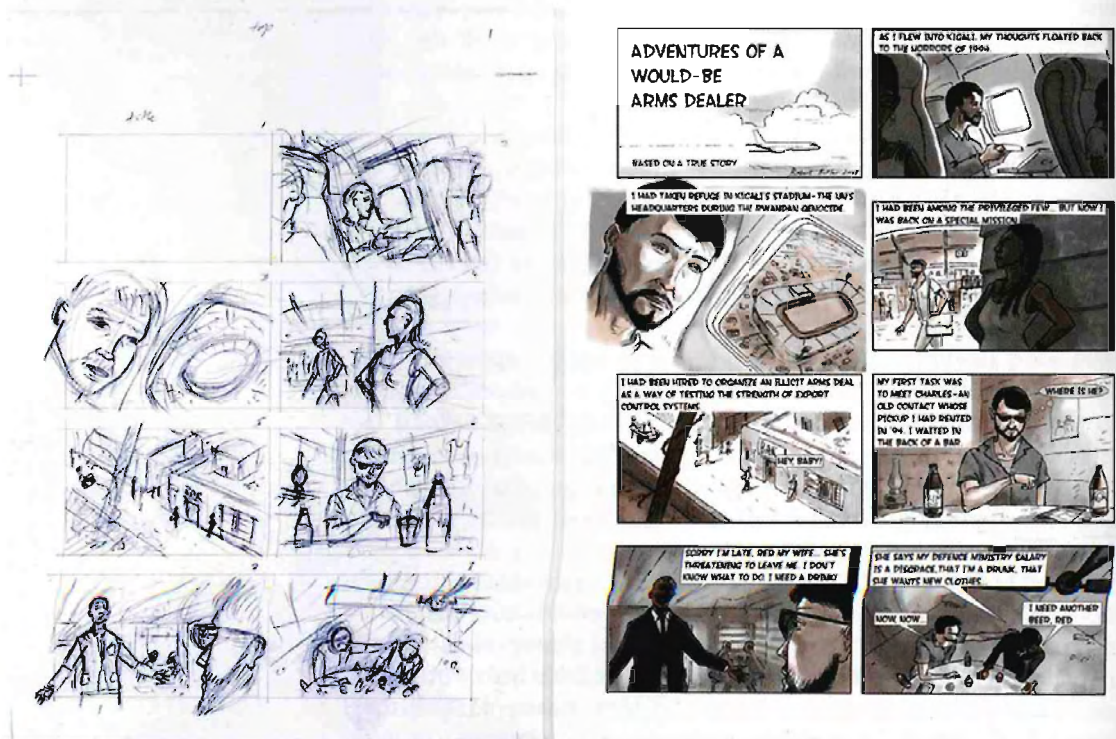 top
1
title
1
ADVENTURES OF A
WOULD-BE
ARMS DEALER
BASED ON A TRUE STORY
AS I FLEW INTO KIGALI, MY THOUGHTS FLOATED BACK
TO THE HORRORS OF 1994.
I HAD TAKEN REFUGE IN KIGALI'S STADIUM - THE UN'S
HEADQUARTERS DURING THE RWANDAN GENOCIDE.
I HAD BEEN AMONG THE PRIVILEGED FEW... BUT NOW I
WAS BACK ON A SPECIAL MISSION.
I HAD BEEN HIRED TO ORGANIZE AN ILLICIT ARMS DEAL
AS A WAY OF TESTING THE STRENGTH OF EXPORT
CONTROL SYSTEMS.
HEY, BABY!
MY FIRST TASK WAS
TO MEET CHARLES - AN
OLD CONTACT WHOSE
PICKUP I HAD RENTED
IN '94. I WAITED IN
THE BACK OF A BAR.
WHERE IS HE?
SORRY I'M LATE, RED. MY WIFE... SHE'S
THREATENING TO LEAVE ME. I DON'T
KNOW WHAT TO DO. I NEED A DRINK!
SHE SAYS MY DEFENCE MINISTRY SALARY
IS A DISGRACE, THAT I'M A DRUNK, THAT
SHE WANTS NEW CLOTHES...
NOW, NOW...
I NEED ANOTHER
BEER, RED